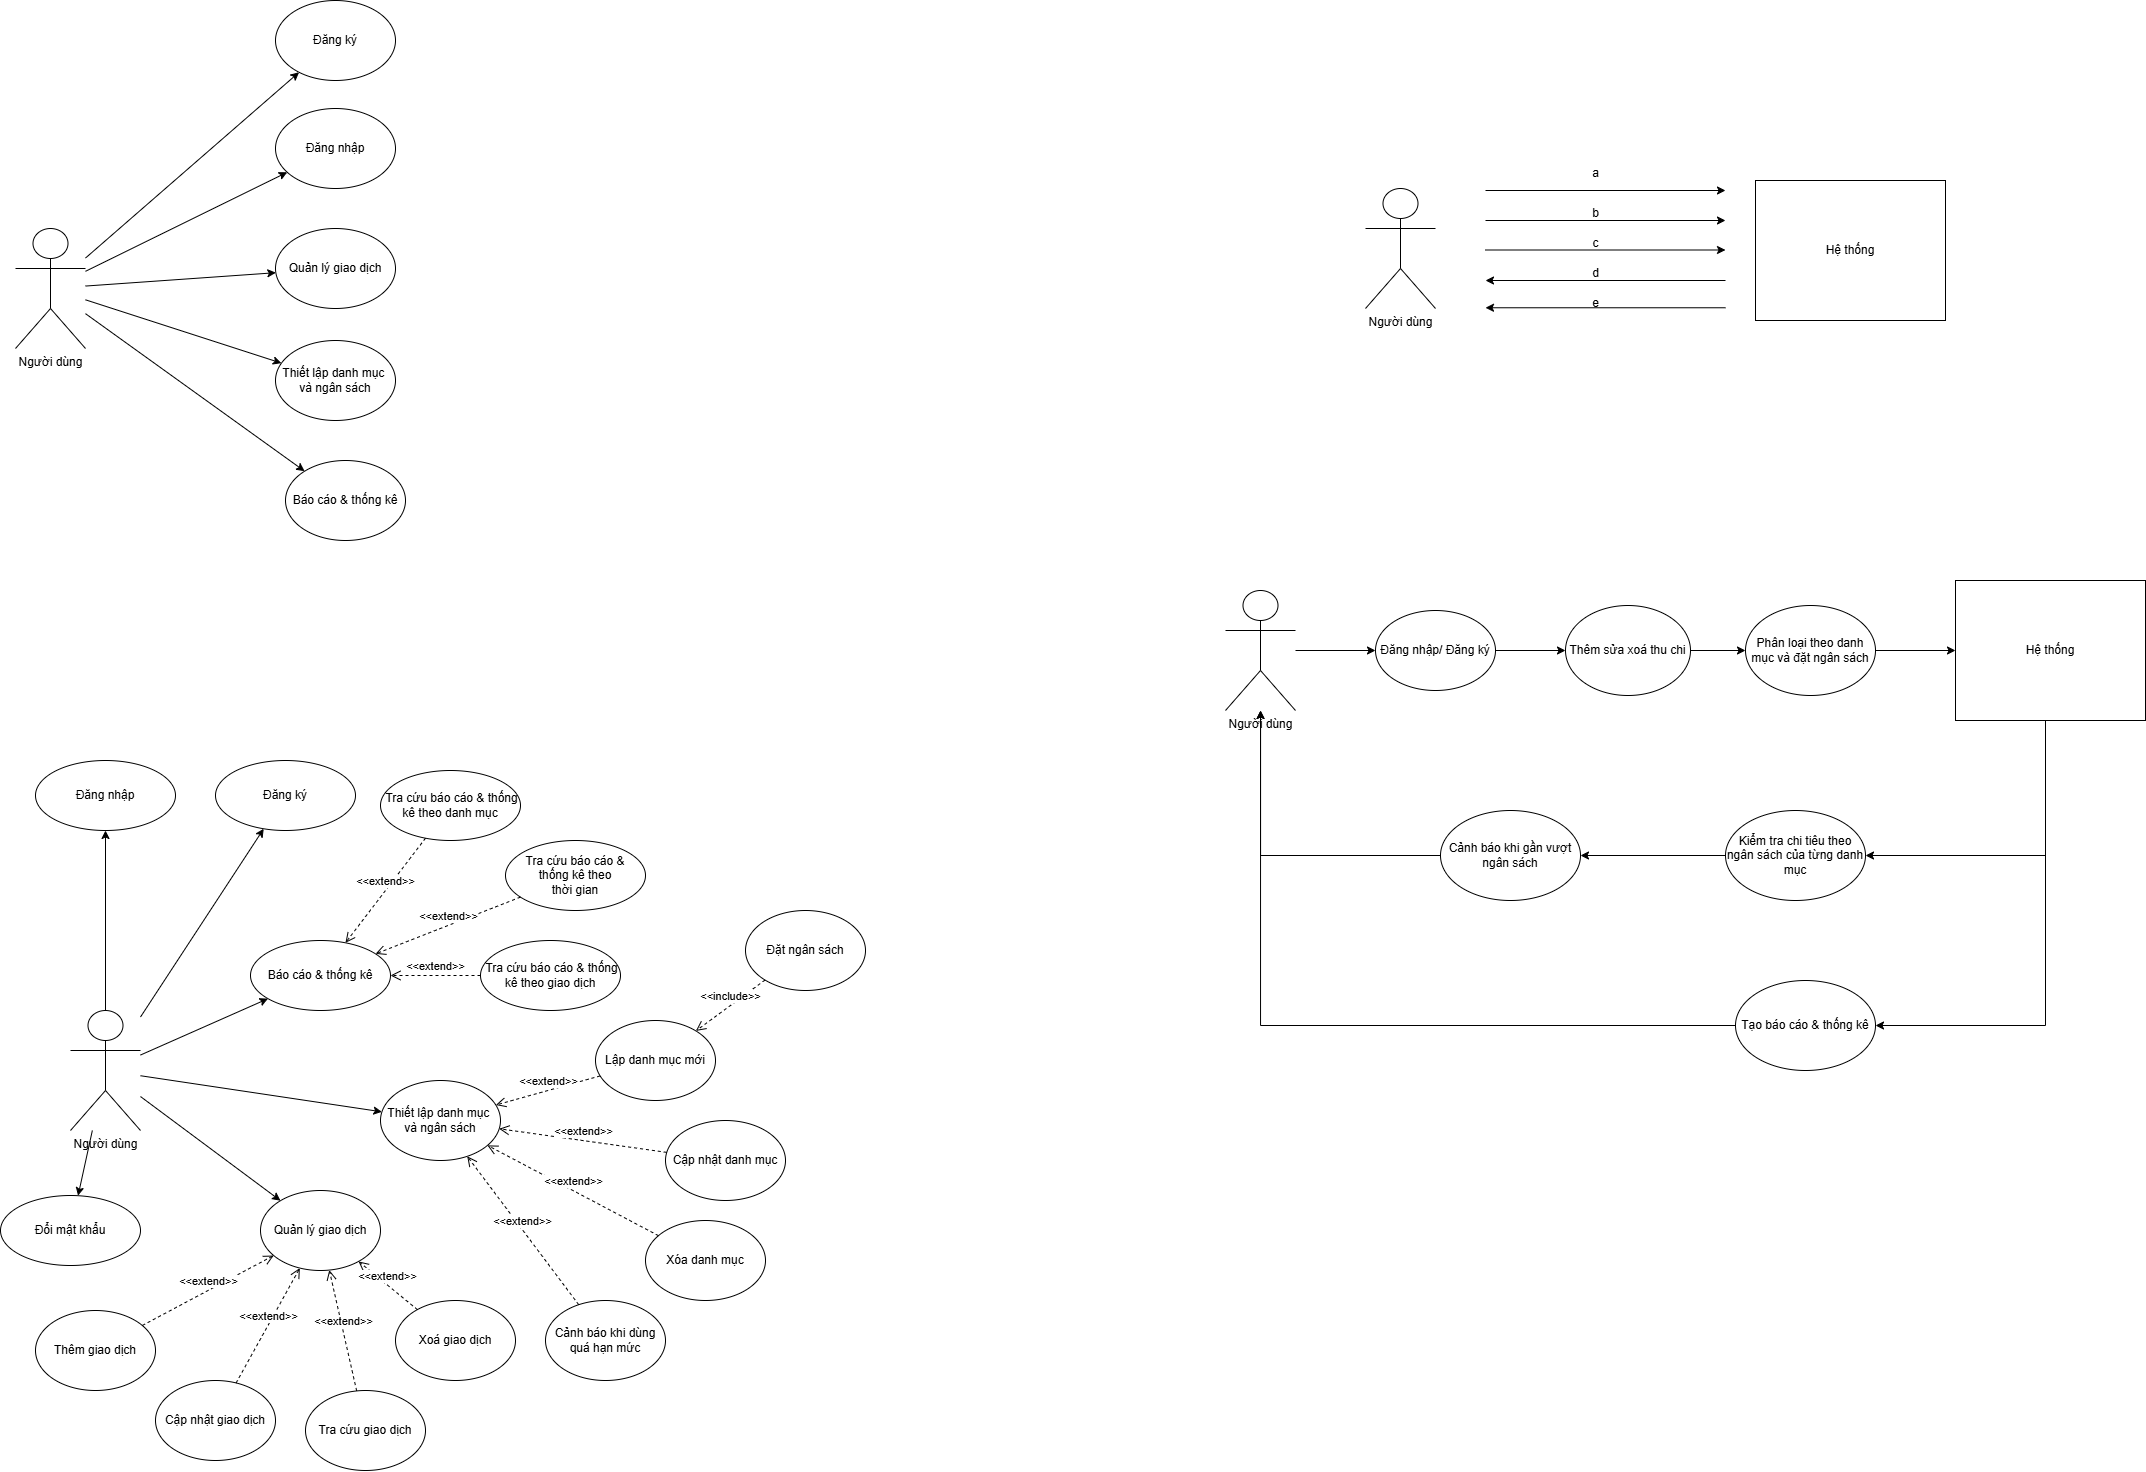 Đăng ký
Đăng nhập
Quản lý giao dịch
Thiết lập danh mục
và ngân sách
Báo cáo & thống kê
Người dùng
a
b
c
d
e
Người dùng
Hệ thống
Người dùng
Đăng nhập/ Đăng ký
Thêm sửa xoá thu chi
Phân loại theo danh
mục và đặt ngân sách
Hệ thống
Cảnh báo khi gần vượt
ngân sách
Kiểm tra chi tiêu theo
ngân sách của từng danh
mục
Tạo báo cáo & thống kê
Đăng nhập
Đăng ký
Tra cứu báo cáo & thống
kê theo danh mục
<<extend>>
Tra cứu báo cáo &
thống kê theo
thời gian
<<extend>>
Báo cáo & thống kê
<<extend>>
Tra cứu báo cáo & thống
kê theo giao dịch
Đặt ngân sách
<<include>>
Lập danh mục mới
<<extend>>
Thiết lập danh mục
và ngân sách
<<extend>>
Cập nhật danh mục
<<extend>>
Xóa danh mục
<<extend>>
Cảnh báo khi dùng
quá hạn mức
Người dùng
Đổi mật khẩu
Quản lý giao dịch
<<extend>>
<<extend>>
<<extend>>
<<extend>>
Thêm giao dịch
Cập nhật giao dịch
Tra cứu giao dịch
Xoá giao dịch